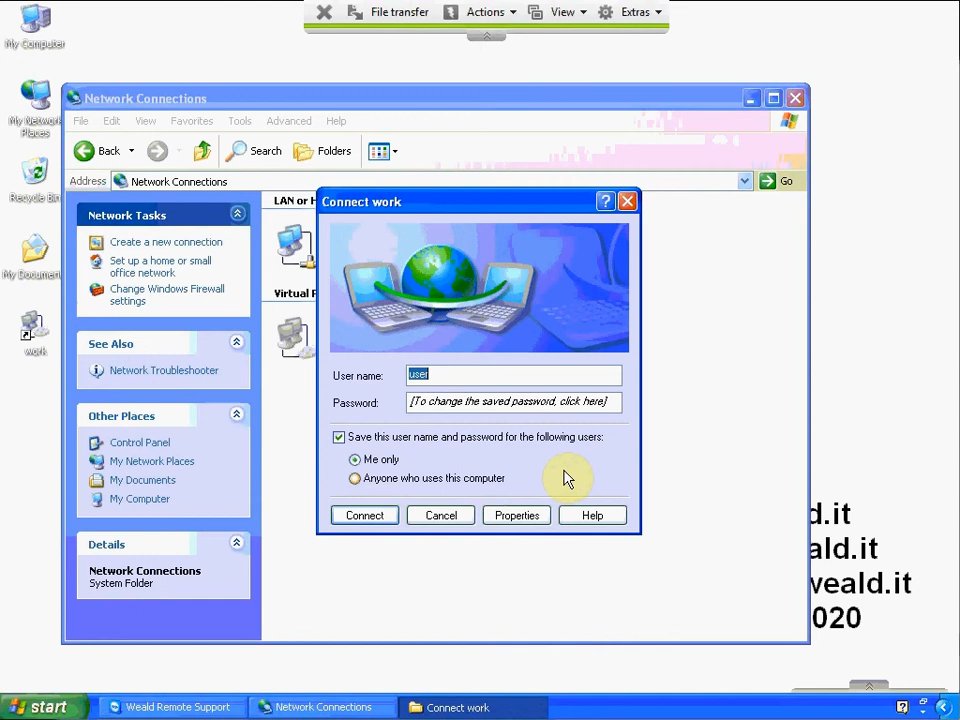 File transfer Actions View Extras
My Computer
My Network Places
Recycle Bin
My Document
work
Network Connections
File Edit View Favorites Tools Advanced Help
Back Search Folders
Address Network Connections Go
Network Tasks
Create a new connection
Set up a home or small
office network
Change Windows Firewall
settings
See Also
Network Troubleshooter
Other Places
Control Panel
My Network Places
My Documents
My Computer
Details
Network Connections
System Folder
LAN or H
Virtual P
Connect work
User name: user
Password: [To change the saved password, click here]
Save this user name and password for the following users:
Me only
Anyone who uses this computer
Connect Cancel Properties Help
d.it
ald.it
weald.it
020
start Weald Remote Support Network Connections Connect work